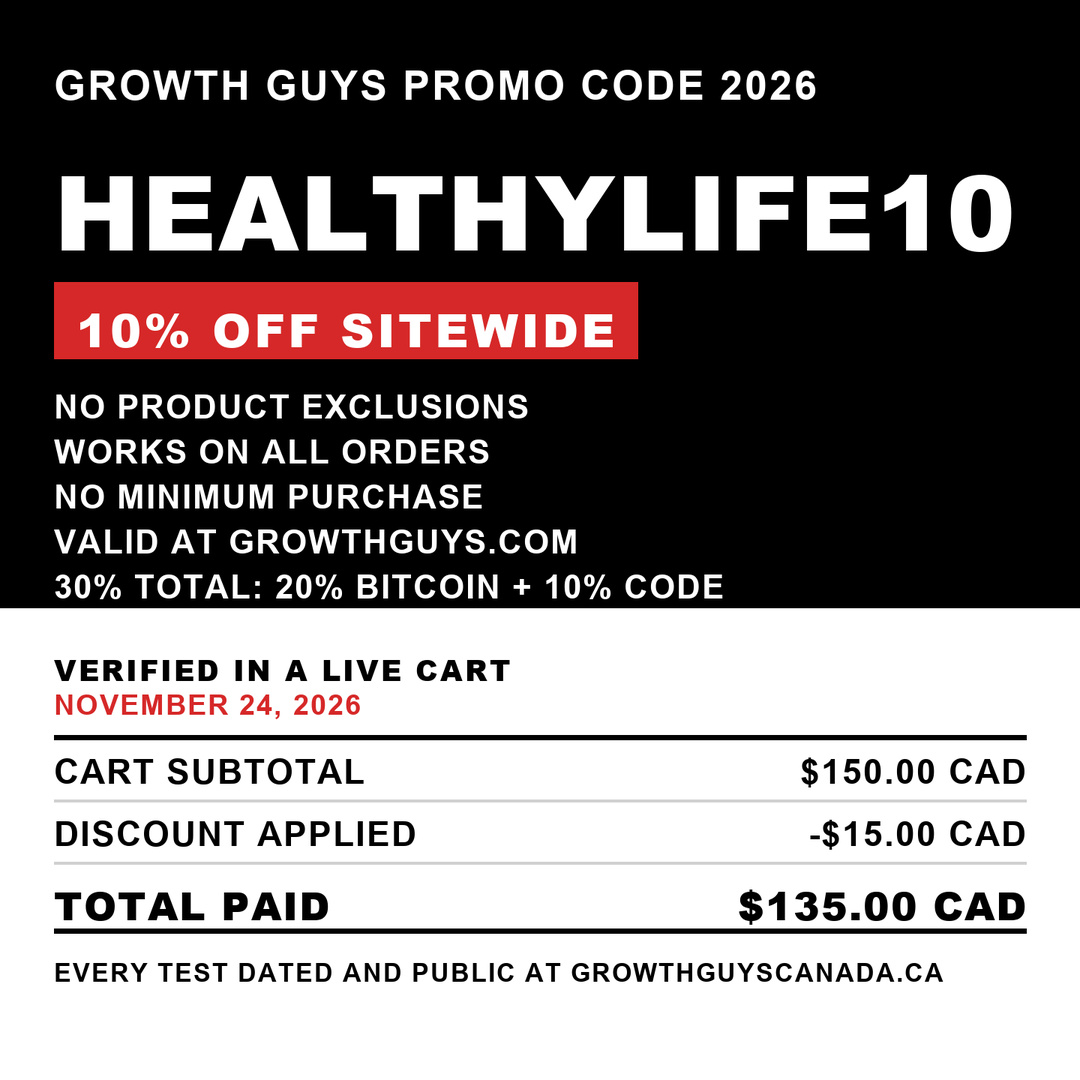 GROWTH GUYS PROMO CODE 2026
HEALTHYLIFE10
10% OFF SITEWIDE
NO PRODUCT EXCLUSIONS
WORKS ON ALL ORDERS
NO MINIMUM PURCHASE
VALID AT GROWTHGUYS.COM
30% TOTAL: 20% BITCOIN + 10% CODE
VERIFIED IN A LIVE CART
NOVEMBER 24, 2026
CART SUBTOTAL $150.00 CAD
DISCOUNT APPLIED -$15.00 CAD
TOTAL PAID $135.00 CAD
EVERY TEST DATED AND PUBLIC AT GROWTHGUYSCANADA.CA